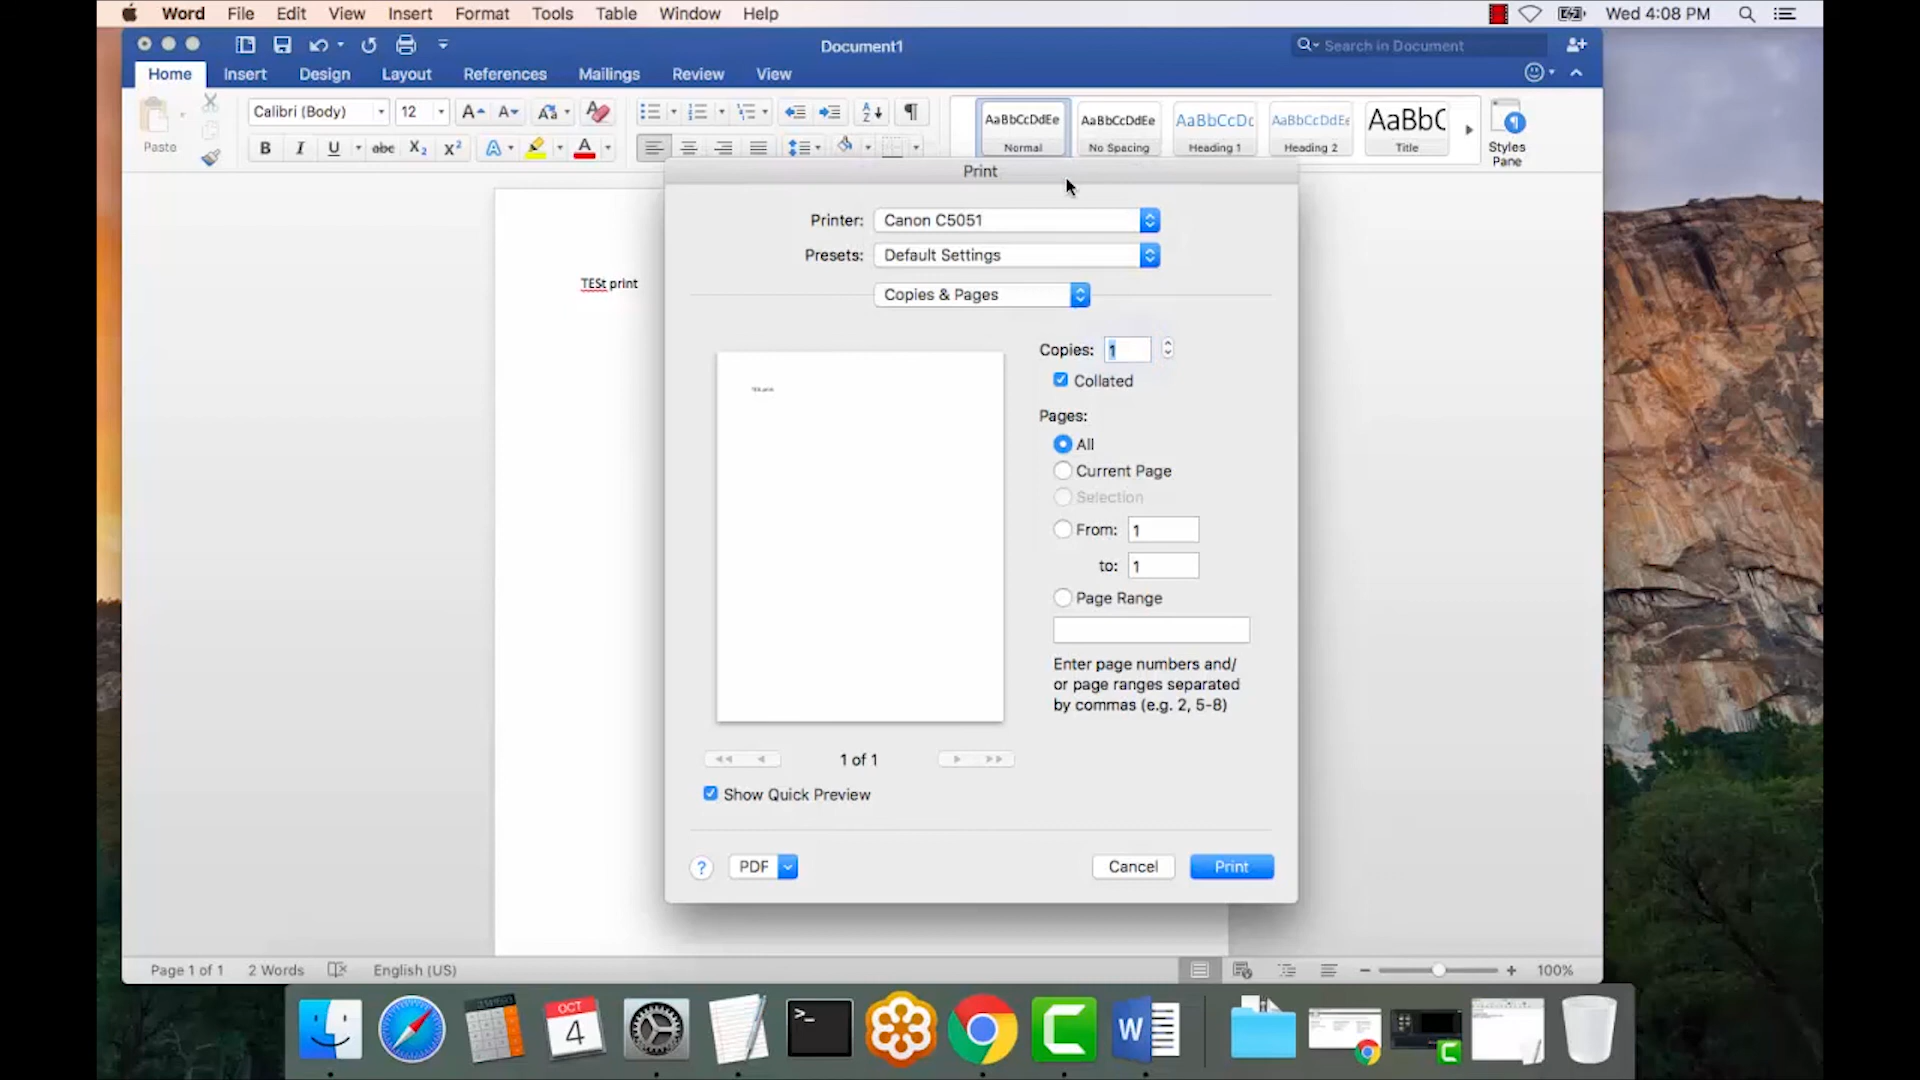 Word File Edit View Insert Format Tools Table Window Help Wed 4:08 PM
Document1 Search in Document
Home Insert Design Layout References Mailings Review View
Paste Calibri (Body) 12 A A Aa A AaBbCcDdEe AaBbCcDdEe AaBbCcDc AaBbCcDdEe AaBbC
B I U abc X₂ X² A A Normal No Spacing Heading 1 Heading 2 Title Styles Pane
Print
Printer: Canon C5051
Presets: Default Settings
Copies & Pages
TESt print
Copies: 1
Collated
Pages:
All
Current Page
Selection
From: 1
to: 1
Page Range
Enter page numbers and/
or page ranges separated
by commas (e.g. 2, 5-8)
1 of 1
Show Quick Preview
? PDF Cancel Print
Page 1 of 1 2 Words English (US) 100%
OCT
4
W